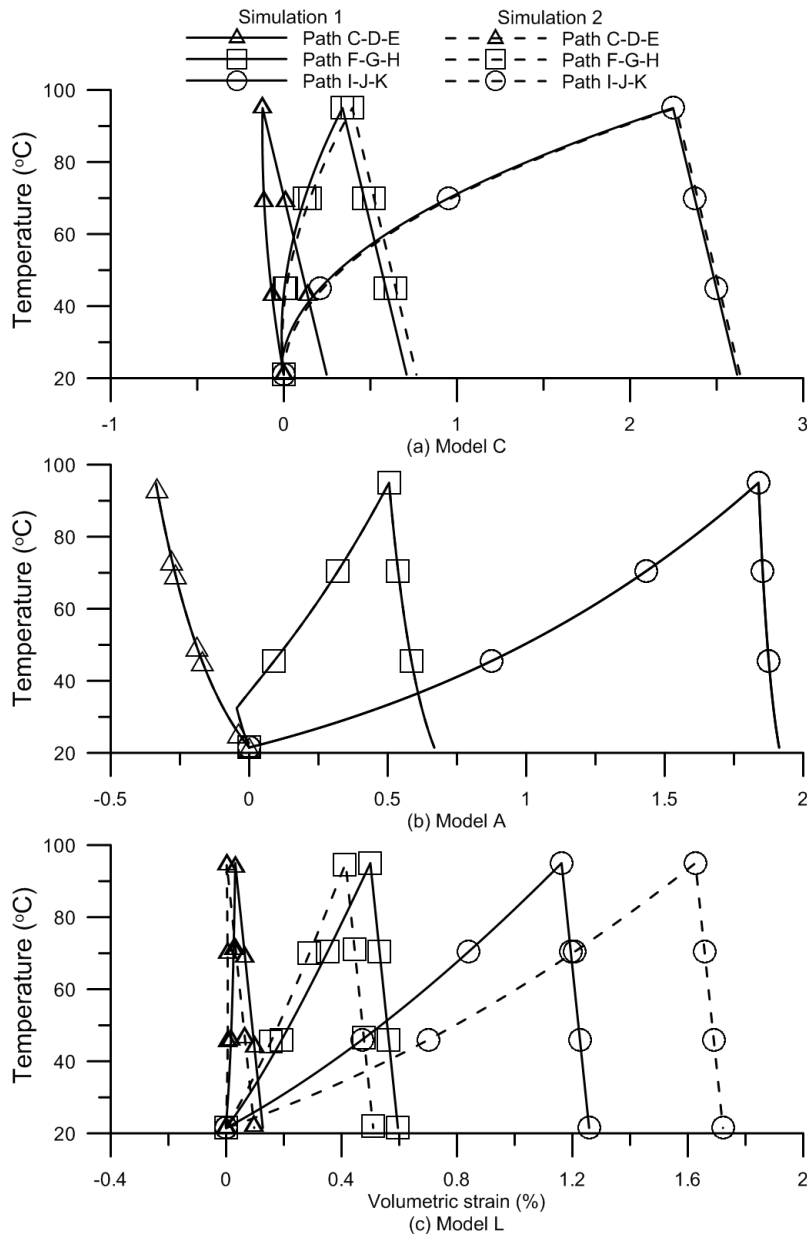 Simulation 1
Simulation 2
Path C-D-E
Path C-D-E
Path F-G-H
Path F-G-H
Path I-J-K
Path I-J-K
100
80
60
40
20
Temperature (°C)
-1
0
1
2
3
(a) Model C
100
80
60
40
20
Temperature (°C)
-0.5
0
0.5
1
1.5
2
(b) Model A
100
80
60
40
20
Temperature (°C)
-0.4
0
0.4
0.8
1.2
1.6
2
Volumetric strain (%)
(c) Model L